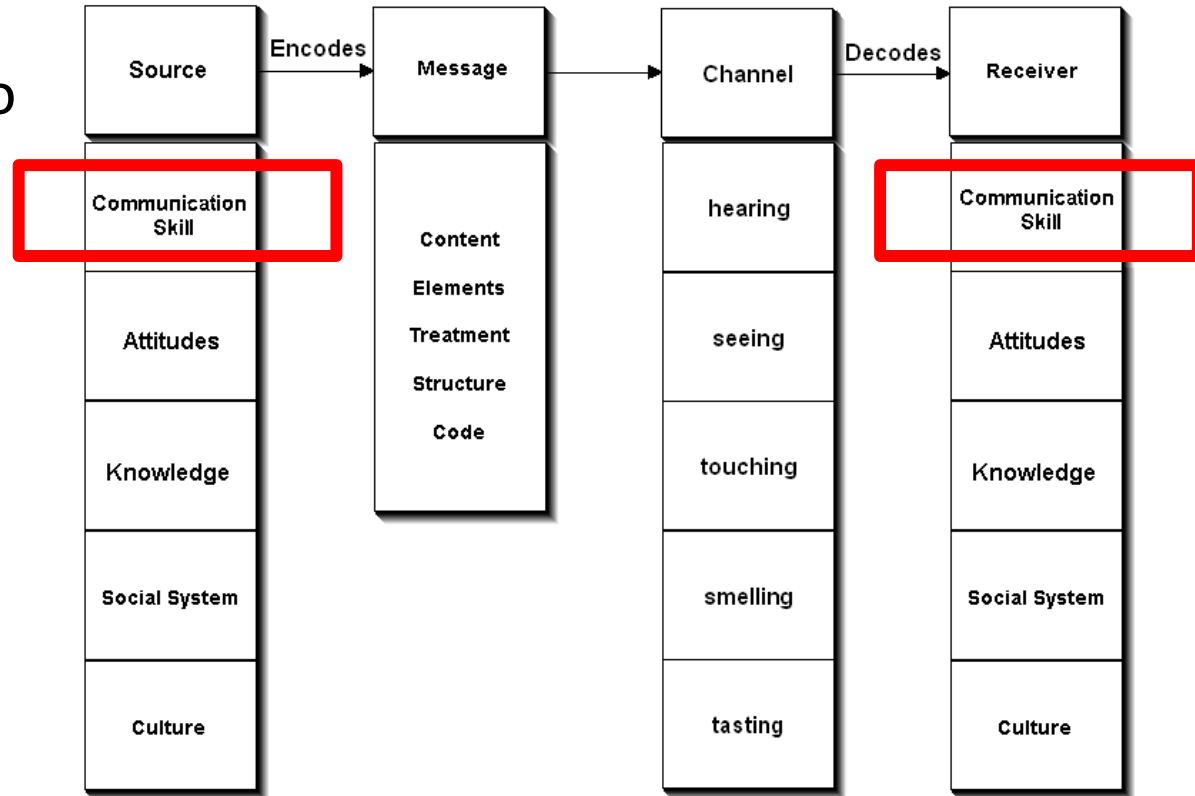 Source
Encodes
Message
Channel
Decodes
Receiver
Communication
Skill
Attitudes
Knowledge
Social System
Culture
Content
Elements
Treatment
Structure
Code
hearing
seeing
touching
smelling
tasting
Communication
Skill
Attitudes
Knowledge
Social System
Culture